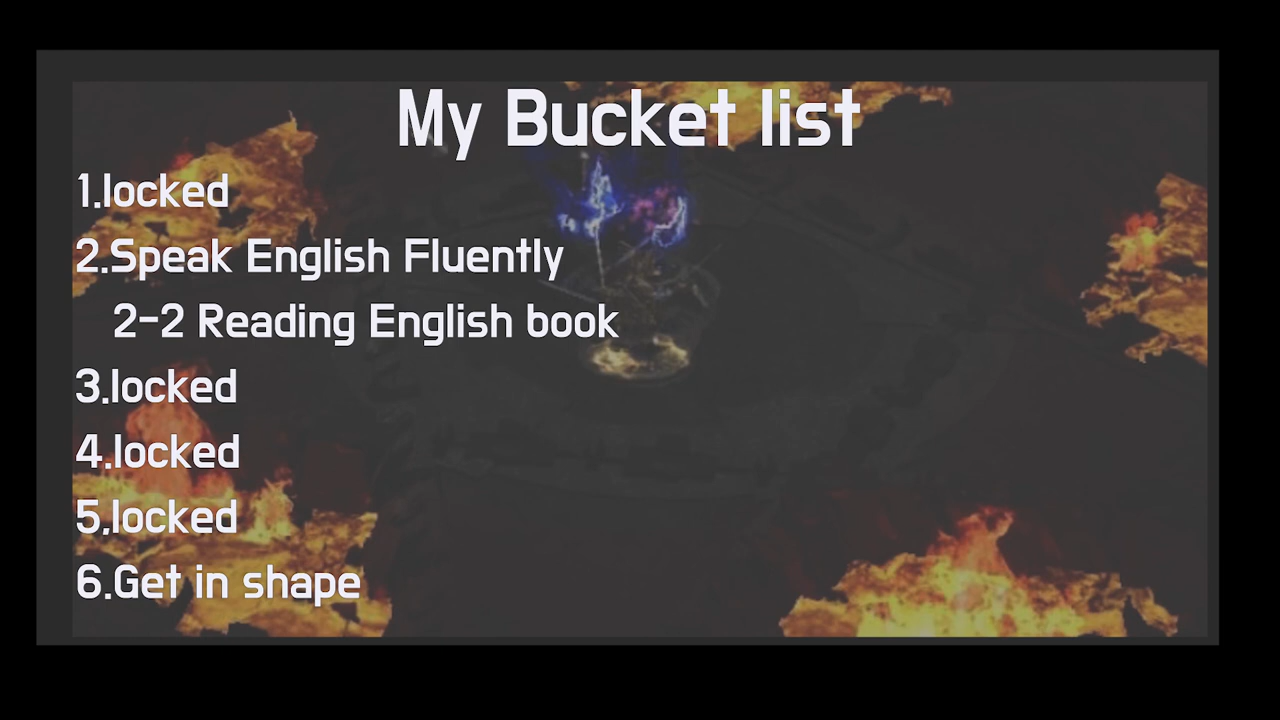 My Bucket list
1.locked
2.Speak English Fluently
2-2 Reading English book
3.locked
4.locked
5.locked
6.Get in shape